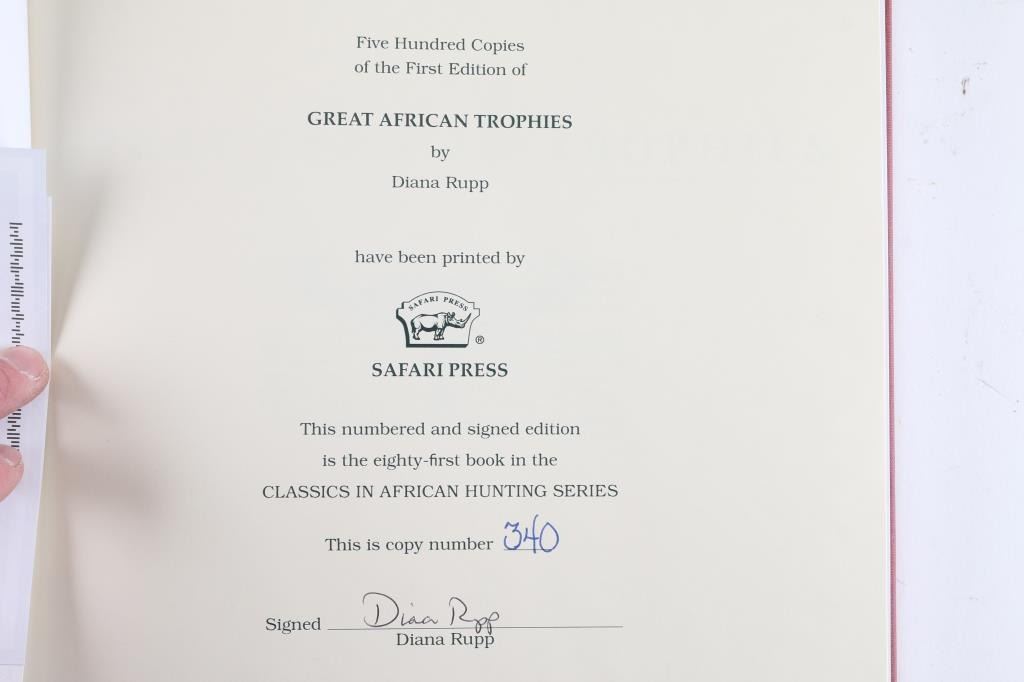 Five Hundred Copies
of the First Edition of
GREAT AFRICAN TROPHIES
by
Diana Rupp
have been printed by
SAFARI PRESS
®
SAFARI PRESS
This numbered and signed edition
is the eighty-first book in the
CLASSICS IN AFRICAN HUNTING SERIES
This is copy number 340
Signed Diana Rupp
Diana Rupp